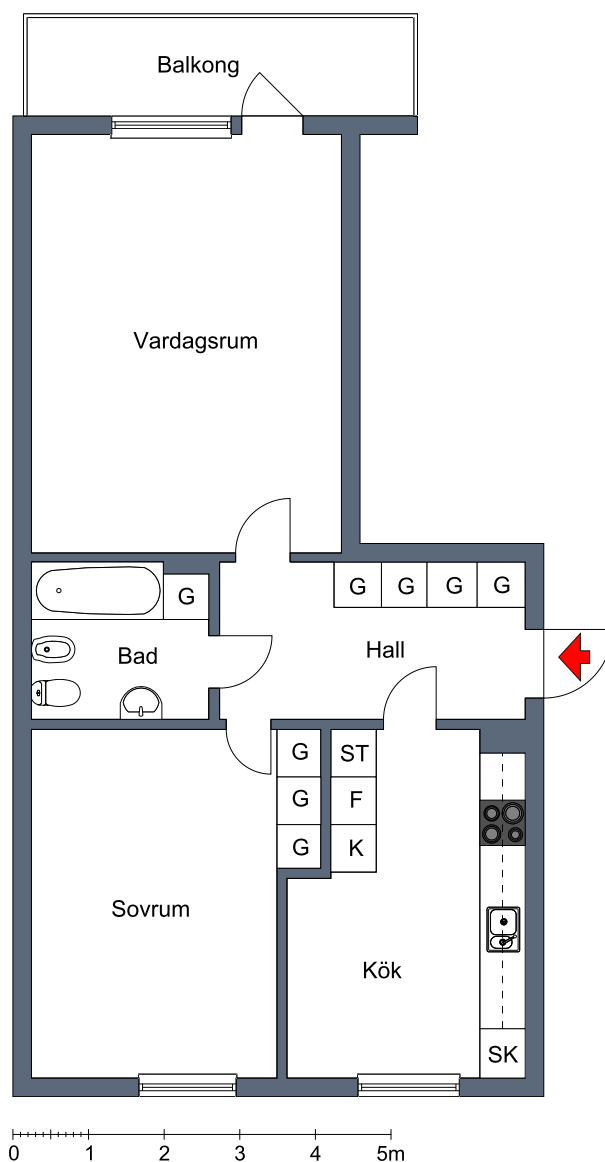 Balkong
Vardagsrum
G G G G
G
Hall
Bad
G ST
G F
G K
Sovrum
Kök
SK
0 1 2 3 4 5m